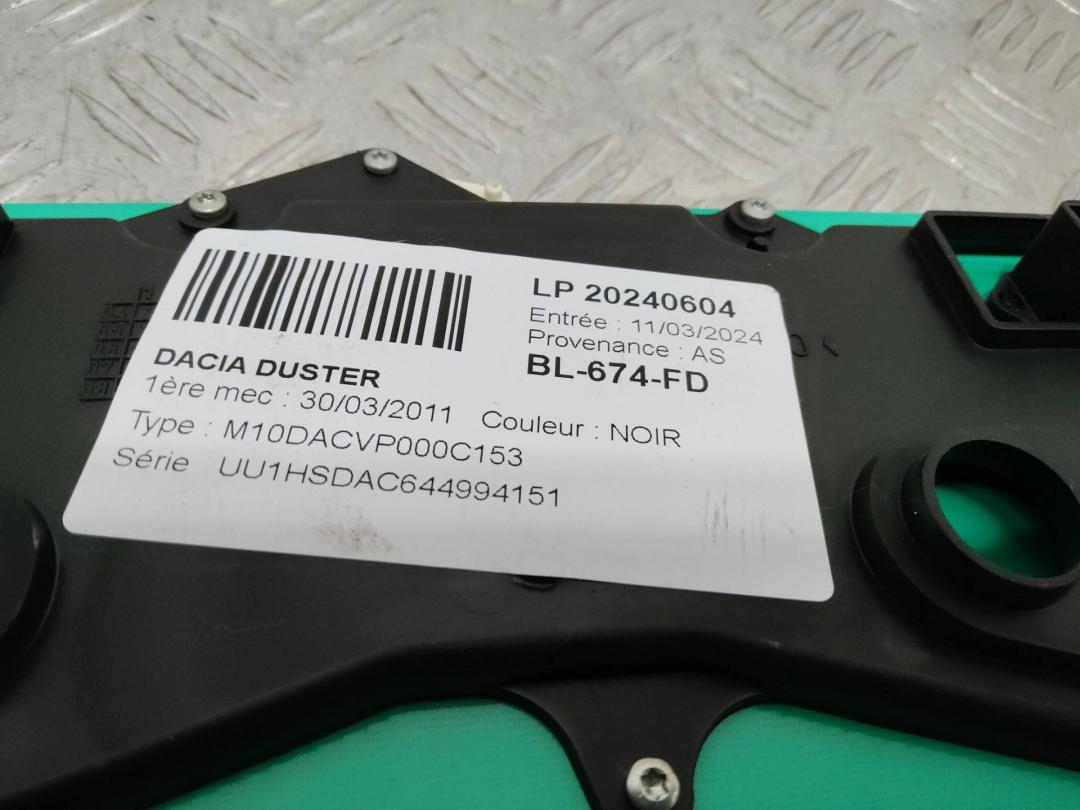 LP 20240604
Entrée : 11/03/2024
Provenance : AS
BL-674-FD
DACIA DUSTER
1ère mec : 30/03/2011 Couleur : NOIR
Type : M10DACVP000C153
Série UU1HSDAC644994151